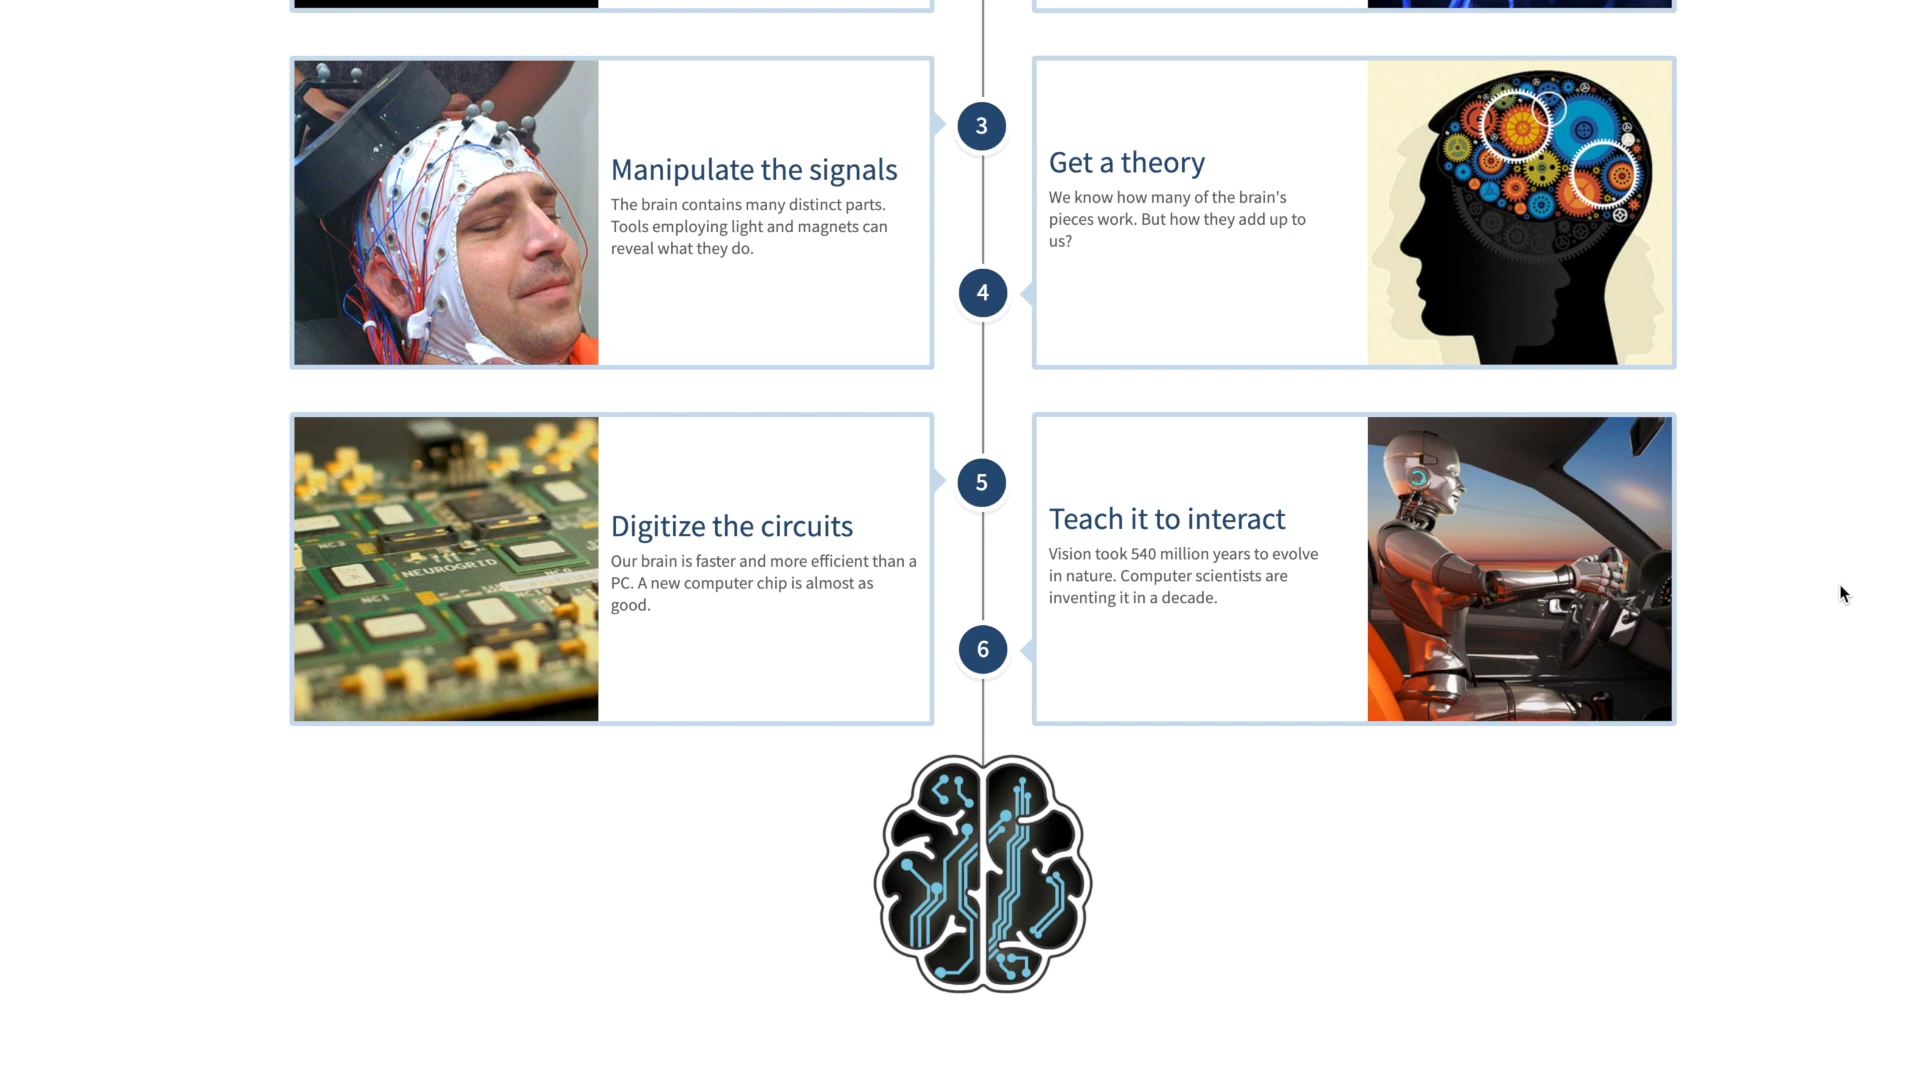 3
Manipulate the signals
The brain contains many distinct parts.
Tools employing light and magnets can
reveal what they do.
4
Get a theory
We know how many of the brain's
pieces work. But how they add up to
us?
5
Digitize the circuits
Our brain is faster and more efficient than a
PC. A new computer chip is almost as
good.
NEUROGRID
NC1
6
Teach it to interact
Vision took 540 million years to evolve
in nature. Computer scientists are
inventing it in a decade.